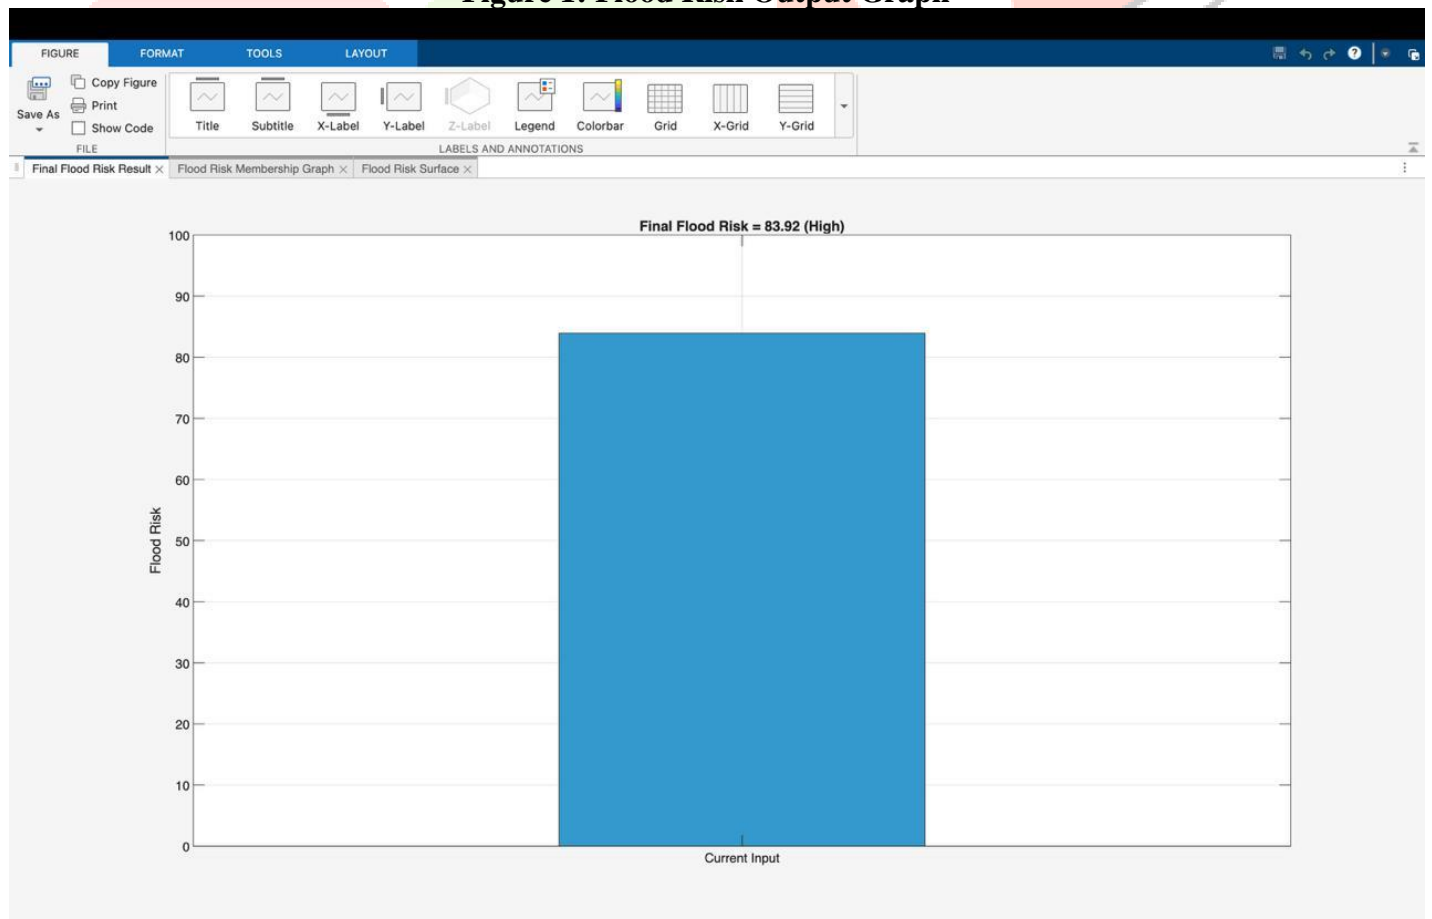 Figure 1: Flood Risk Output Graph
FIGURE FORMAT TOOLS LAYOUT
Save As
Copy Figure
Print
Show Code
FILE
Title Subtitle X-Label Y-Label Z-Label Legend Colorbar Grid X-Grid Y-Grid
LABELS AND ANNOTATIONS
Final Flood Risk Result Flood Risk Membership Graph Flood Risk Surface
Final Flood Risk = 83.92 (High)
100
90
80
70
60
50
40
30
20
10
0
Flood Risk
Current Input